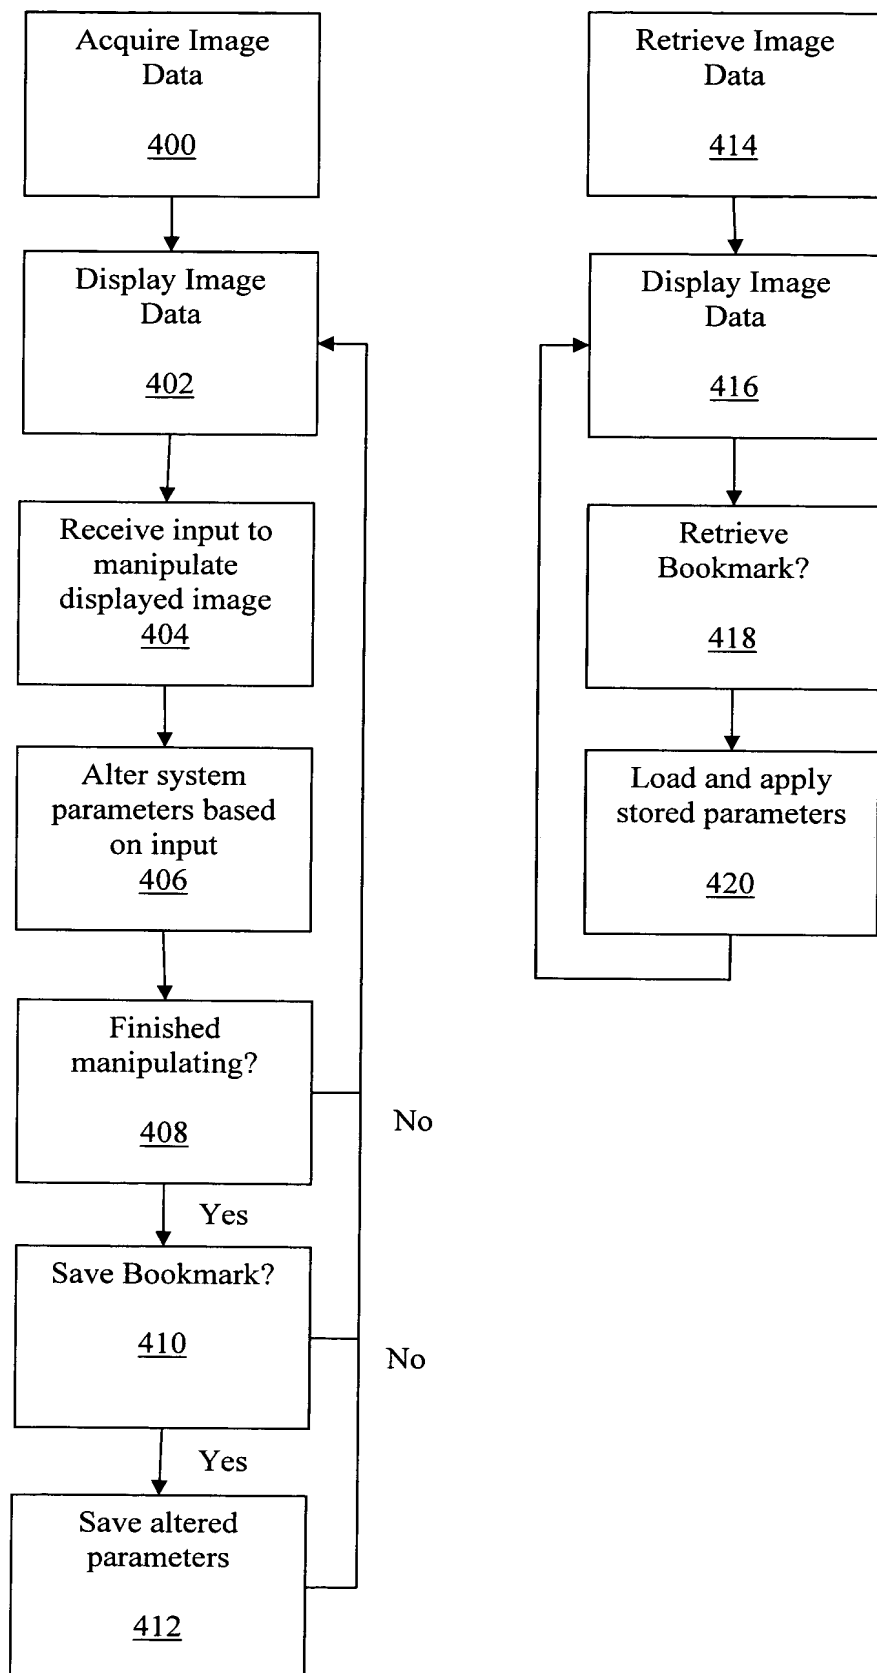 Acquire Image
Data
400
Display Image
Data
402
Receive input to
manipulate
displayed image
404
Alter system
parameters based
on input
406
Finished
manipulating?
408
No
Yes
Save Bookmark?
410
No
Yes
Save altered
parameters
412
Retrieve Image
Data
414
Display Image
Data
416
Retrieve
Bookmark?
418
Load and apply
stored parameters
420